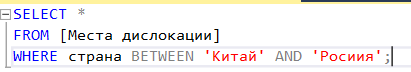 SELECT *
FROM [Места дислокации]
WHERE страна BETWEEN 'Китай' AND 'Росиия';